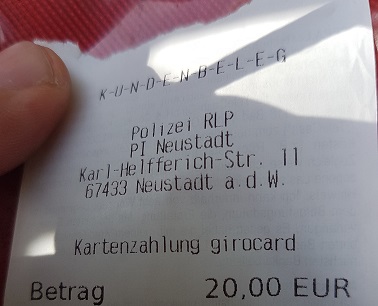 K-U-N-D-E-N-B-E-L-E-G
Polizei RLP
PI Neustadt
Karl-Helfferich-Str. 11
67433 Neustadt a.d.W.
Kartenzahlung girocard
Betrag 20,00 EUR